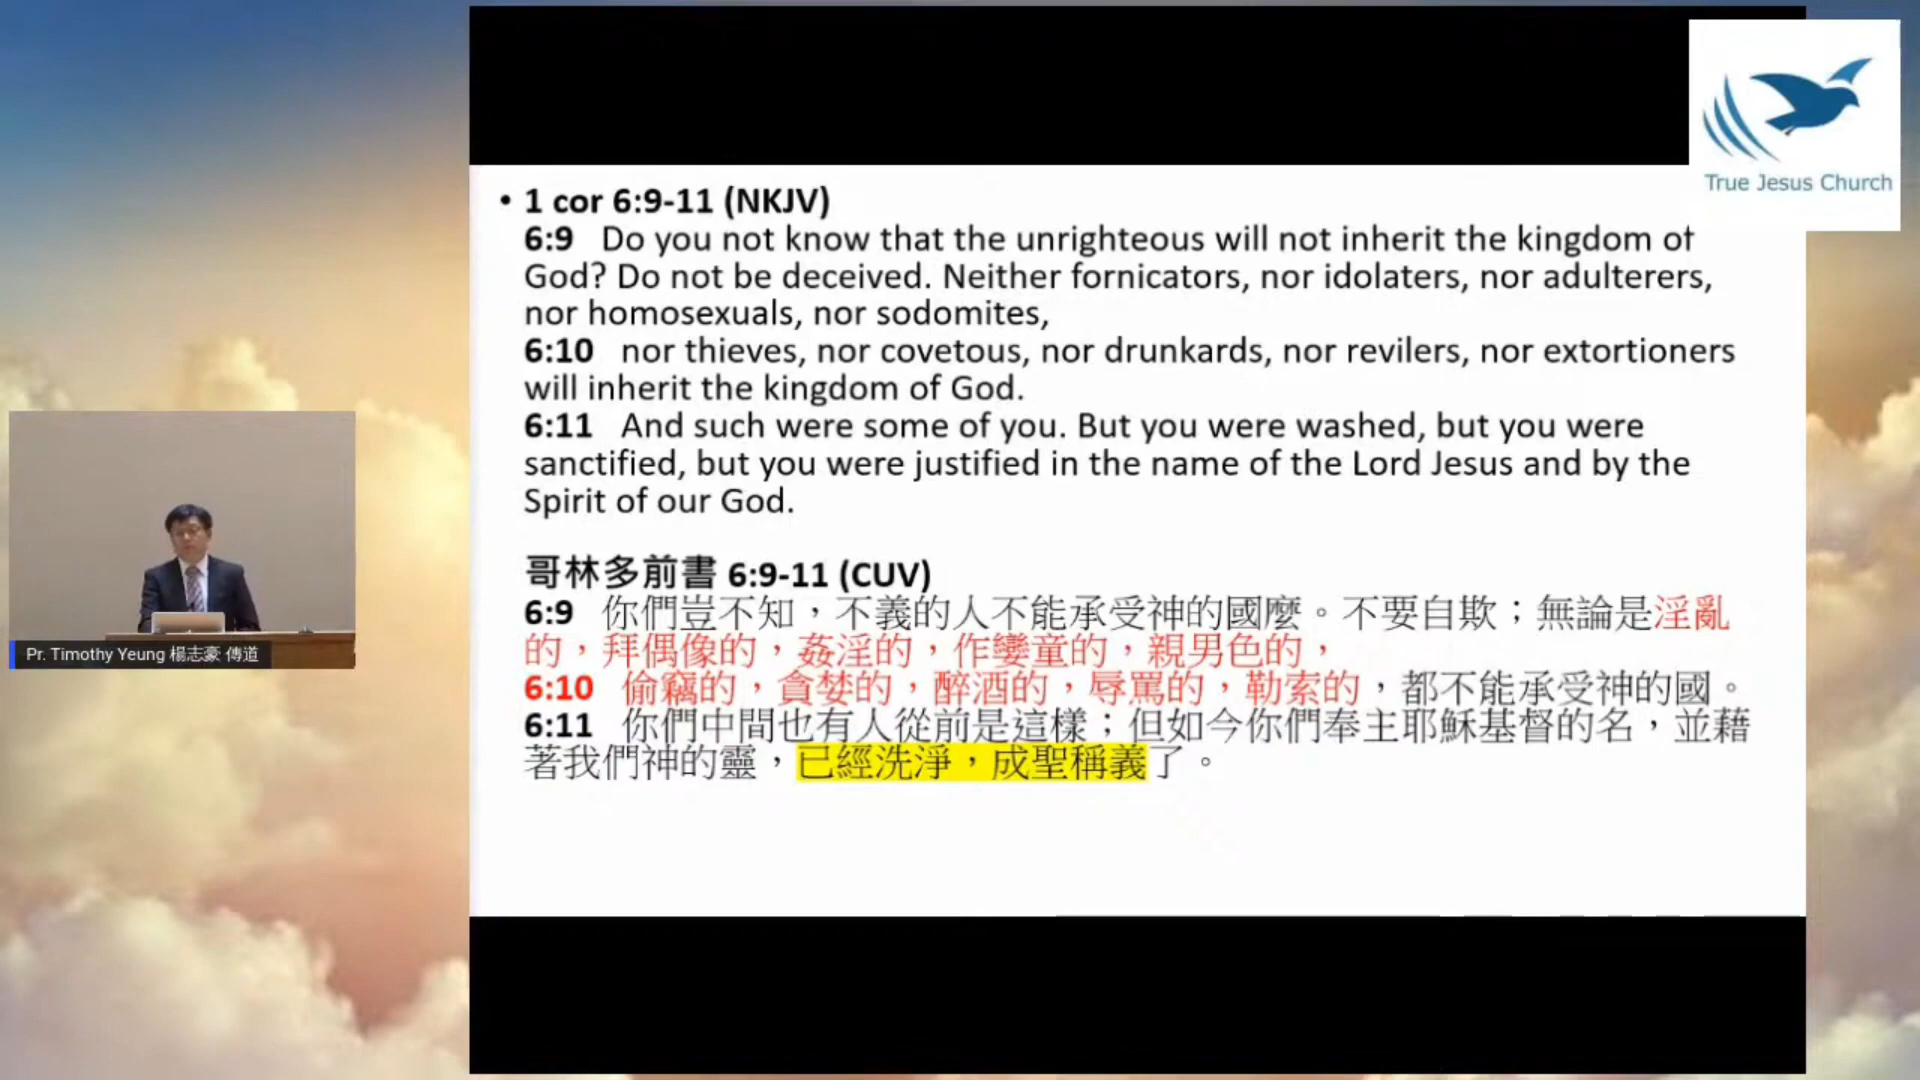 True Jesus Church
• 1 cor 6:9-11 (NKJV)
6:9 Do you not know that the unrighteous will not inherit the kingdom of
God? Do not be deceived. Neither fornicators, nor idolaters, nor adulterers,
nor homosexuals, nor sodomites,
6:10 nor thieves, nor covetous, nor drunkards, nor revilers, nor extortioners
will inherit the kingdom of God.
6:11 And such were some of you. But you were washed, but you were
sanctified, but you were justified in the name of the Lord Jesus and by the
Spirit of our God.
哥林多前書 6:9-11 (CUV)
6:9 你們豈不知，不義的人不能承受神的國麼。不要自欺；無論是淫亂
的，拜偶像的，姦淫的，作孌童的，親男色的，
6:10 偷竊的，貪婪的，醉酒的，辱罵的，勒索的，都不能承受神的國。
6:11 你們中間也有人從前是這樣；但如今你們奉主耶穌基督的名，並藉
著我們神的靈，已經洗淨，成聖稱義了。
Pr. Timothy Yeung 楊志豪 傳道